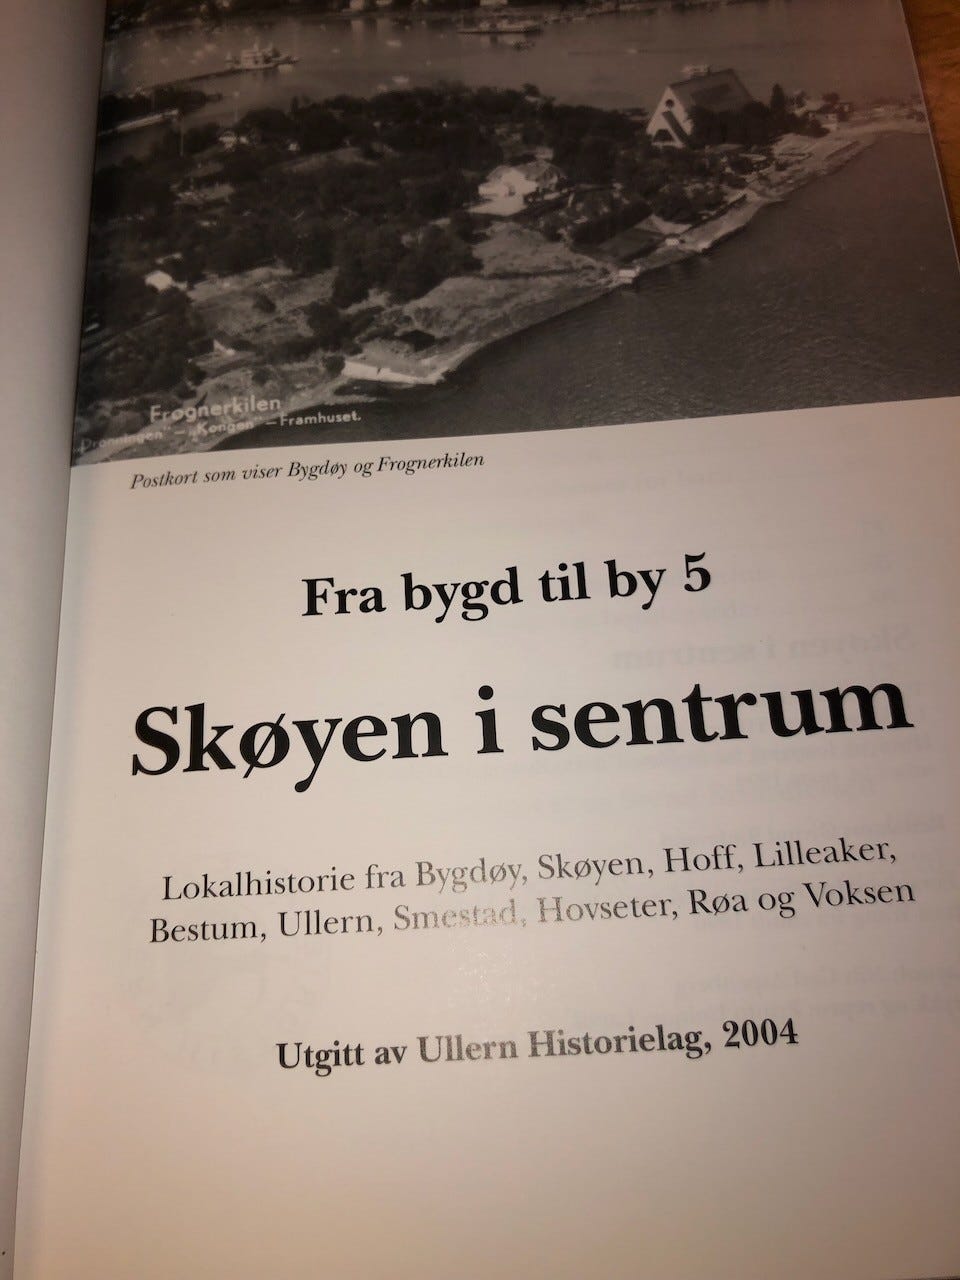 Frognerkilen
Dronningen" - „Kongen" - Framhuset.
Postkort som viser Bygdøy og Frognerkilen
Fra bygd til by 5
Skøyen i sentrum
Lokalhistorie fra Bygdøy, Skøyen, Hoff, Lilleaker,
Bestum, Ullern, Smestad, Hovseter, Røa og Voksen
Utgitt av Ullern Historielag, 2004